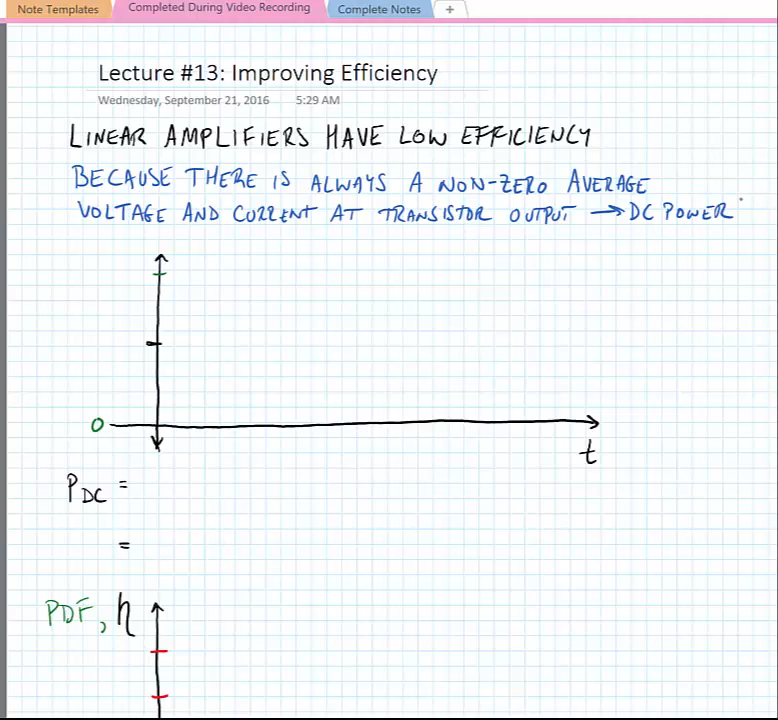 Note Templates Completed During Video Recording Complete Notes +
Lecture #13: Improving Efficiency
Wednesday, September 21, 2016 5:29 AM
LINEAR AMPLIFIERS HAVE LOW EFFICIENCY
BECAUSE THERE IS ALWAYS A NON-ZERO AVERAGE
VOLTAGE AND CURRENT AT TRANSISTOR OUTPUT → DC POWER
0
t
PDC =
=
PDF, η